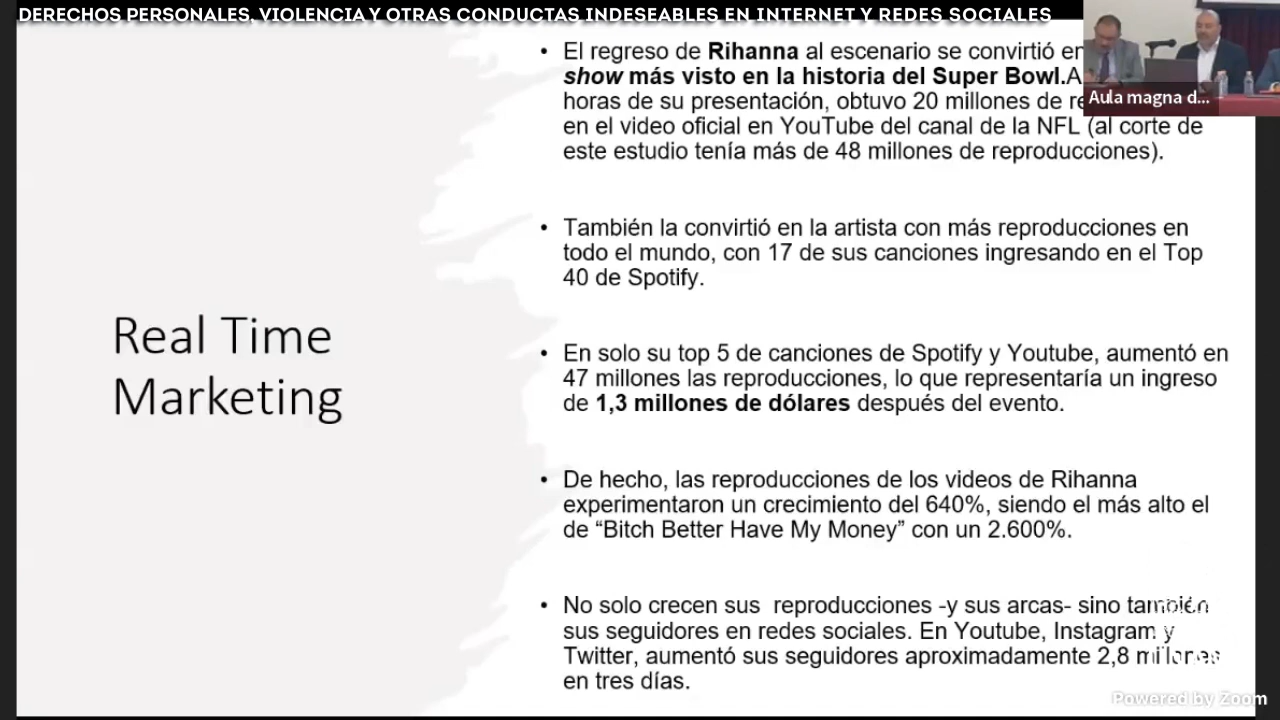 DERECHOS PERSONALES, VIOLENCIA Y OTRAS CONDUCTAS INDESEABLES EN INTERNET Y REDES SOCIALES
Aula magna d...
Real Time
Marketing
• El regreso de Rihanna al escenario se convirtió en
show más visto en la historia del Super Bowl.A
horas de su presentación, obtuvo 20 millones de
en el video oficial en YouTube del canal de la NFL (al corte de
este estudio tenía más de 48 millones de reproducciones).
• También la convirtió en la artista con más reproducciones en
todo el mundo, con 17 de sus canciones ingresando en el Top
40 de Spotify.
• En solo su top 5 de canciones de Spotify y Youtube, aumentó en
47 millones las reproducciones, lo que representaría un ingreso
de 1,3 millones de dólares después del evento.
• De hecho, las reproducciones de los videos de Rihanna
experimentaron un crecimiento del 640%, siendo el más alto el
de “Bitch Better Have My Money” con un 2.600%.
• No solo crecen sus reproducciones -y sus arcas- sino también
sus seguidores en redes sociales. En Youtube, Instagram y
Twitter, aumentó sus seguidores aproximadamente 2,8 millones
en tres días.
Powered by Zoom